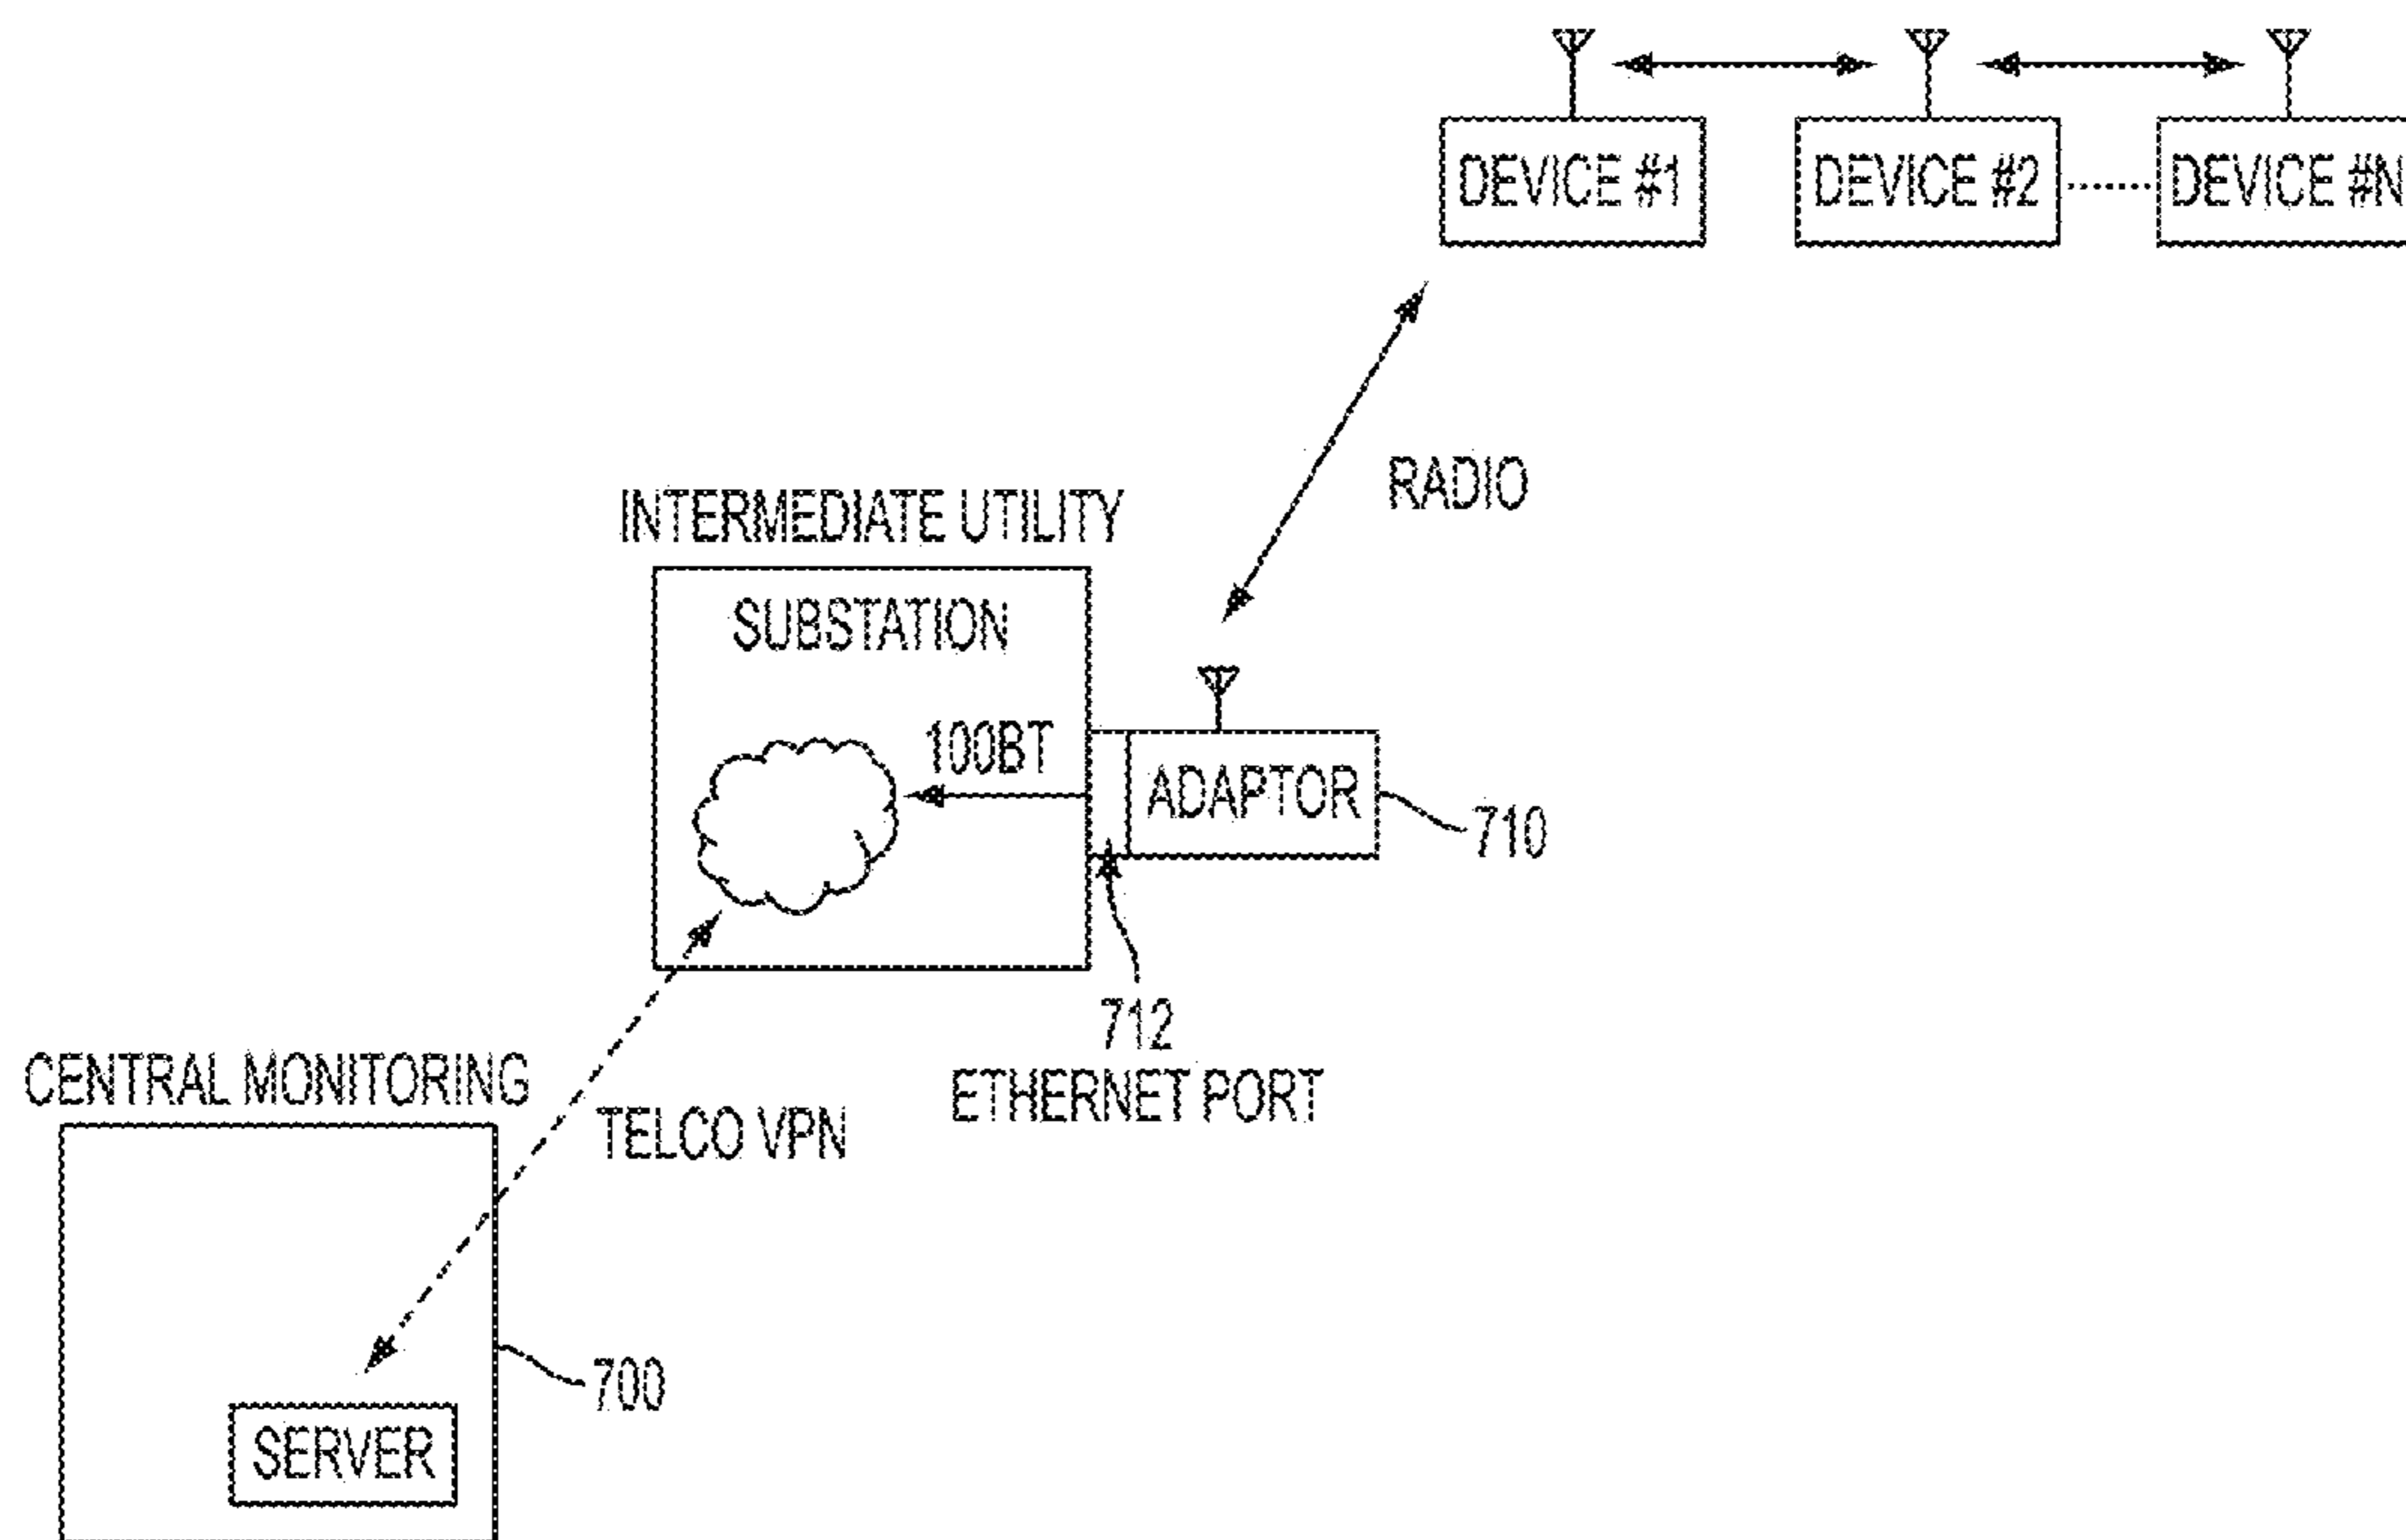 DEVICE #1
DEVICE #2
DEVICE #N
RADIO
INTERMEDIATE UTILITY
SUBSTATION
100BT
ADAPTOR
710
712
ETHERNET PORT
CENTRAL MONITORING
TELCO VPN
700
SERVER